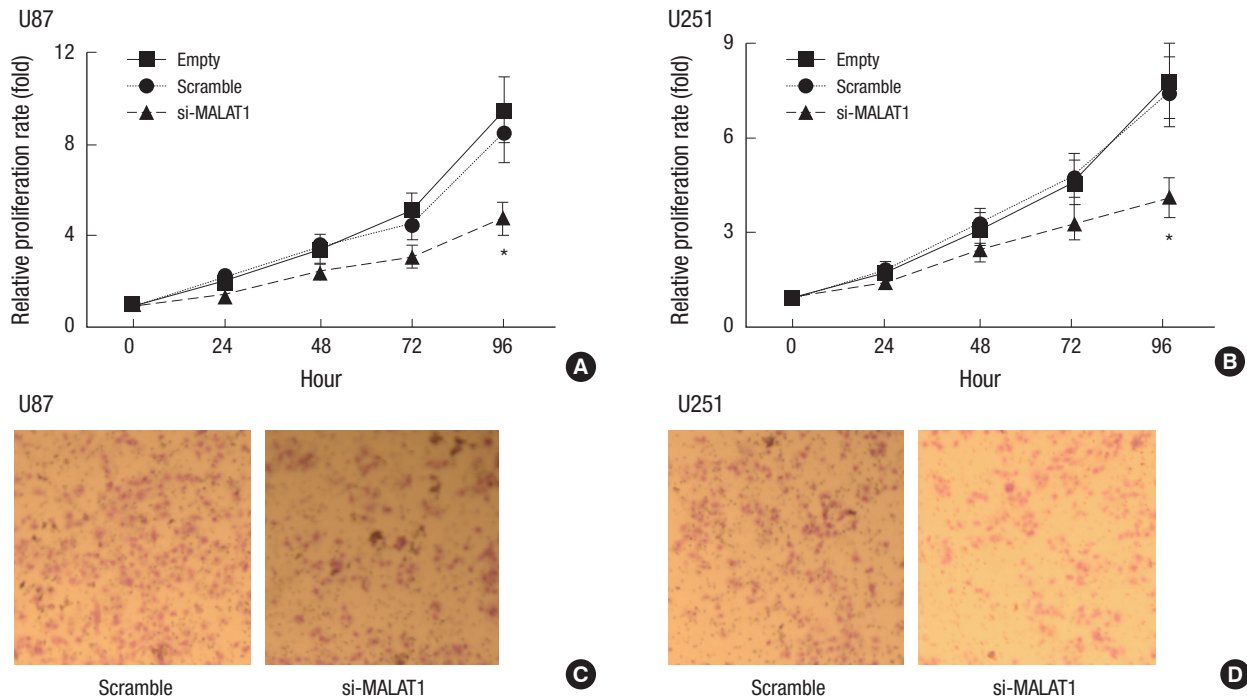 U87
12
8
4
0
Relative proliferation rate (fold)
Empty
Scramble
si-MALAT1
*
0 24 48 72 96
Hour
A
U251
9
6
3
0
Relative proliferation rate (fold)
Empty
Scramble
si-MALAT1
*
0 24 48 72 96
Hour
B
U87
Scramble si-MALAT1
C
U251
Scramble si-MALAT1
D